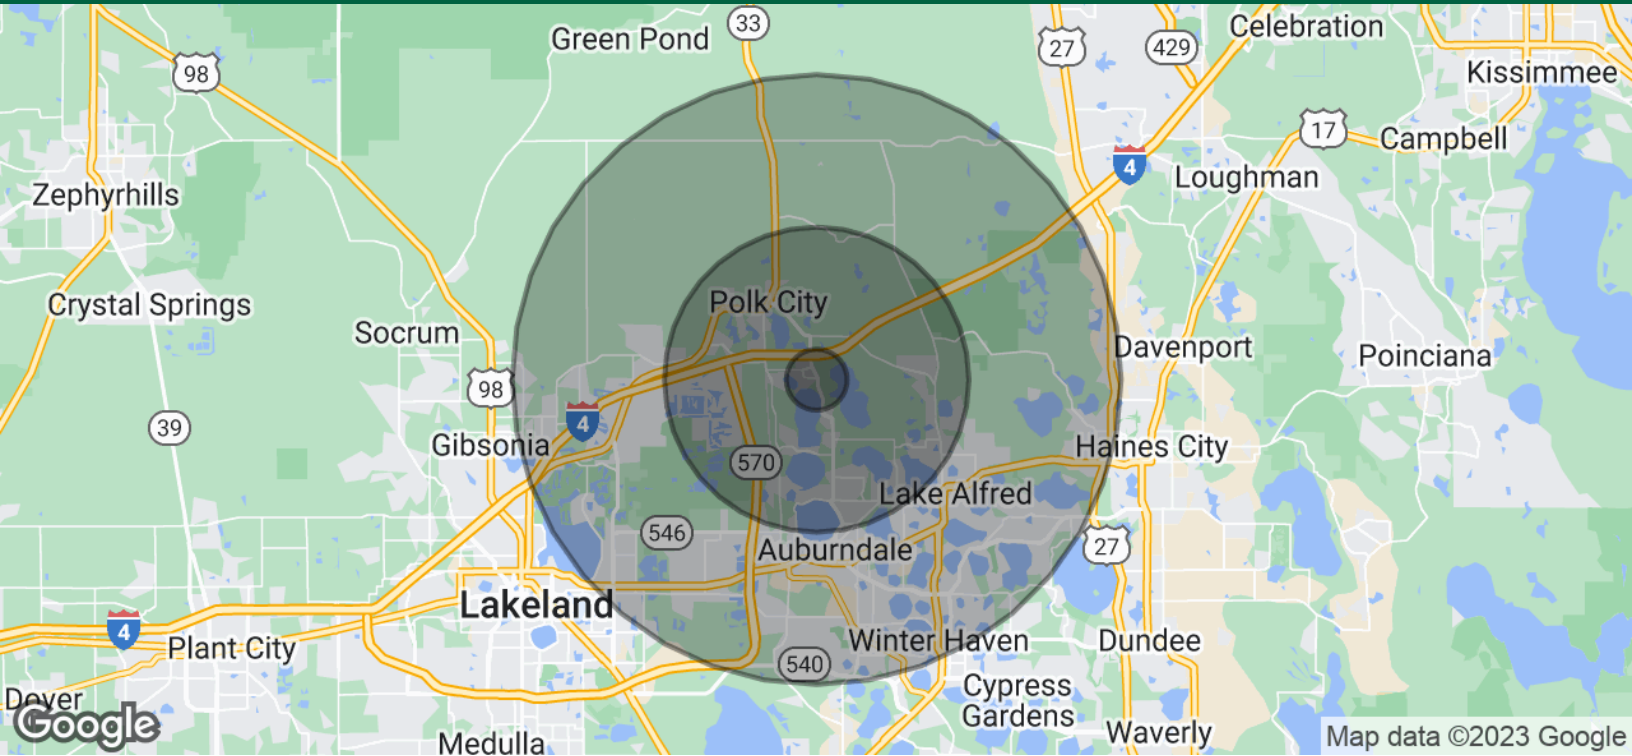 33
Green Pond
27
429
Celebration
98
Kissimmee
17
Campbell
4
Loughman
Zephyrhills
Crystal Springs
Polk City
Socrum
Davenport
Poinciana
98
39
4
Gibsonia
Haines City
570
Lake Alfred
546
Auburndale
27
Lakeland
4
Plant City
Winter Haven
Dundee
540
Cypress
Gardens
Dover
Google
Waverly
Medulla
Map data ©2023 Google